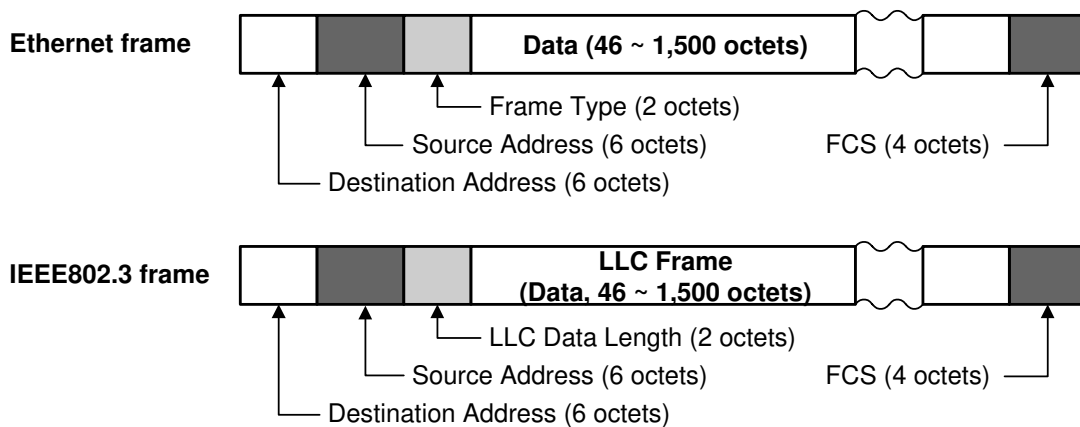 Ethernet frame
Data (46 ~ 1,500 octets)
Frame Type (2 octets)
Source Address (6 octets)
FCS (4 octets)
Destination Address (6 octets)
IEEE802.3 frame
LLC Frame
(Data, 46 ~ 1,500 octets)
LLC Data Length (2 octets)
Source Address (6 octets)
FCS (4 octets)
Destination Address (6 octets)